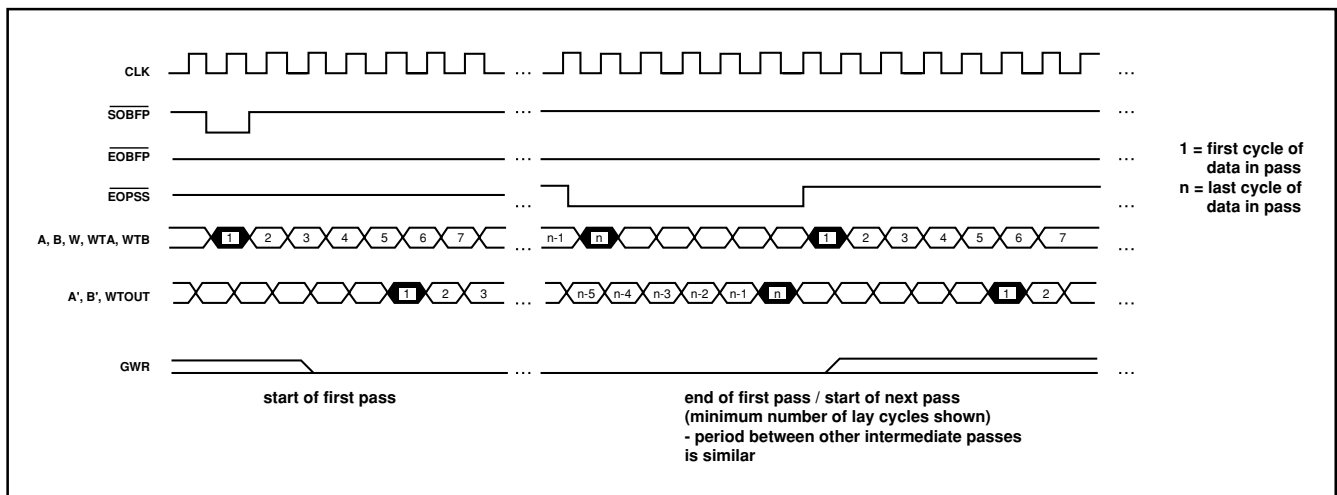 CLK
...
...
SOBFP
...
...
EOBFP
...
...
EOPSS
...
...
A, B, W, WTA, WTB
1 2 3 4 5 6 7
...
n-1 n 1 2 3 4 5 6 7
...
A', B', WTOUT
1 2 3
...
n-5 n-4 n-3 n-2 n-1 n 1 2
...
GWR
...
...
1 = first cycle of
data in pass
n = last cycle of
data in pass
start of first pass
end of first pass / start of next pass
(minimum number of lay cycles shown)
- period between other intermediate passes
is similar